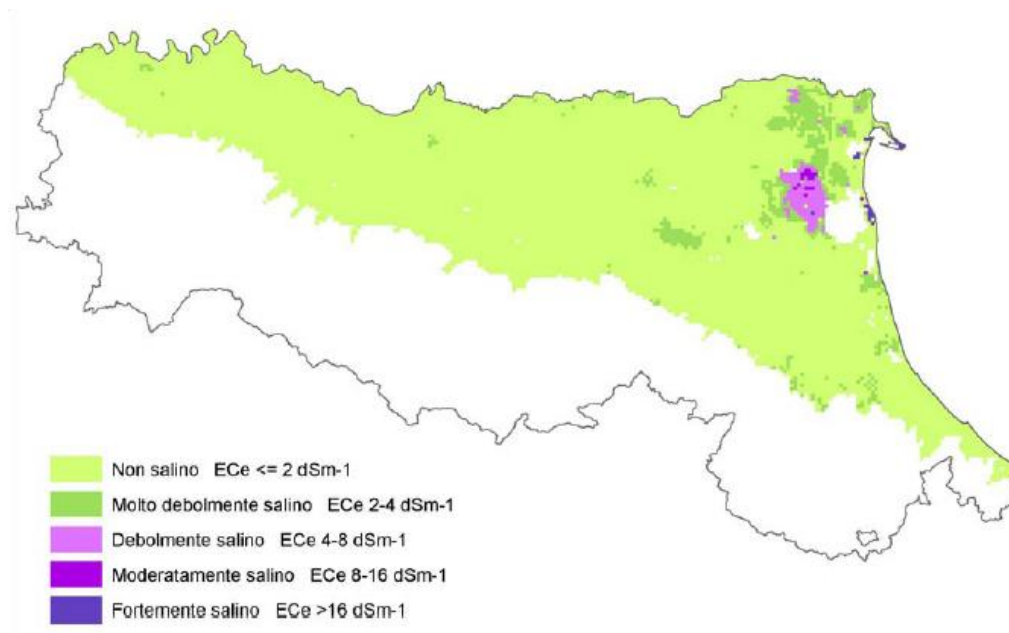 Non salino ECe <= 2 dSm-1
Molto debolmente salino ECe 2-4 dSm-1
Debolmente salino ECe 4-8 dSm-1
Moderatamente salino ECe 8-16 dSm-1
Fortemente salino ECe >16 dSm-1